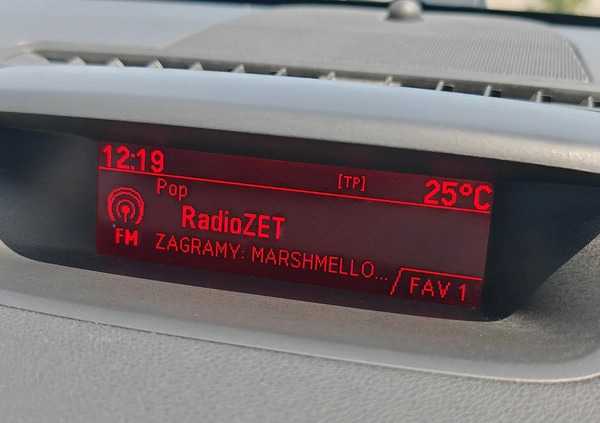 12:19 [TP] 25°C
Pop
RadioZET
FM ZAGRAMY: MARSHMELLO...
FAV 1